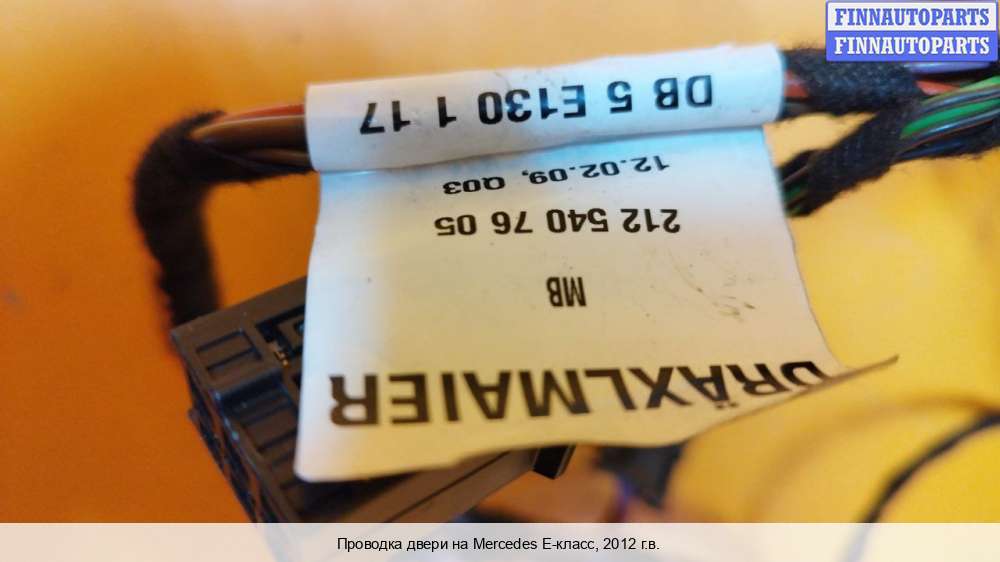 FINNAUTOPARTS
FINNAUTOPARTS
DRÄXLMAIER
MB
212 540 76 05
12.02.09, Q03
DB 5 E130 1 17
Проводка двери на Mercedes E-класс, 2012 г.в.